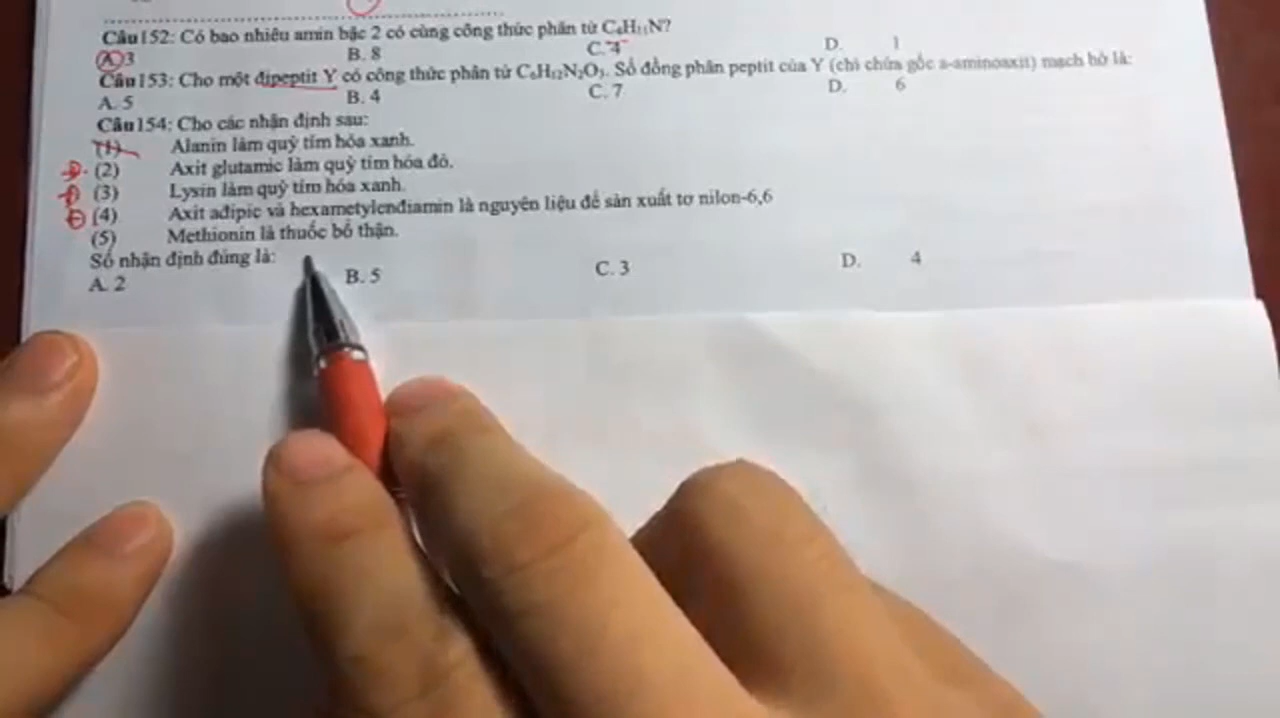 Câu152: Có bao nhiêu amin bậc 2 có cùng công thức phân tử C₄H₁₁N?
A. 3 B. 8 C. 4 D. 1
Câu153: Cho một đipeptit Y có công thức phân tử C₆H₁₂N₂O₃. Số đồng phân peptit của Y (chỉ chứa gốc a-aminoaxit) mạch hở là:
A. 5 B. 4 C. 7 D. 6
Câu154: Cho các nhận định sau:
(1) Alanin làm quỳ tím hóa xanh.
(2) Axit glutamic làm quỳ tím hóa đỏ.
(3) Lysin làm quỳ tím hóa xanh.
(4) Axit ađipic và hexametylenđiamin là nguyên liệu để sản xuất tơ nilon-6,6
(5) Methionin là thuốc bổ thận.
Số nhận định đúng là:
A. 2 B. 5 C. 3 D. 4